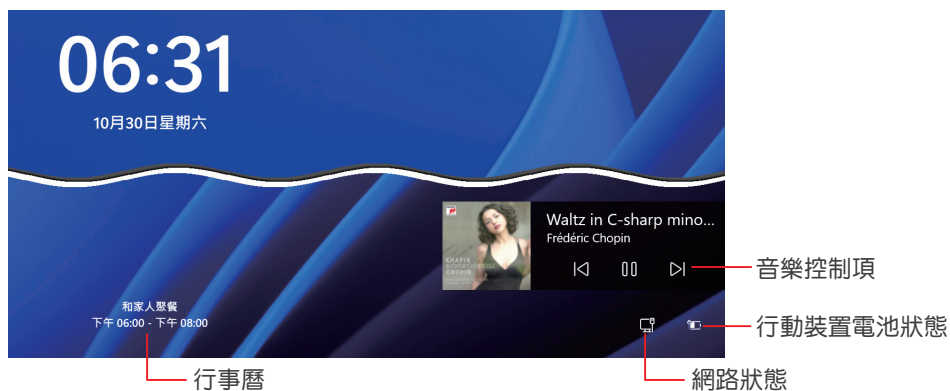 06:31
10月30日星期六
Waltz in C-sharp mino...
Frédéric Chopin
KHATIA
BUNIATISHVILI
CHOPIN
音樂控制項
和家人聚餐
下午 06:00 - 下午 08:00
行動裝置電池狀態
行事曆
網路狀態